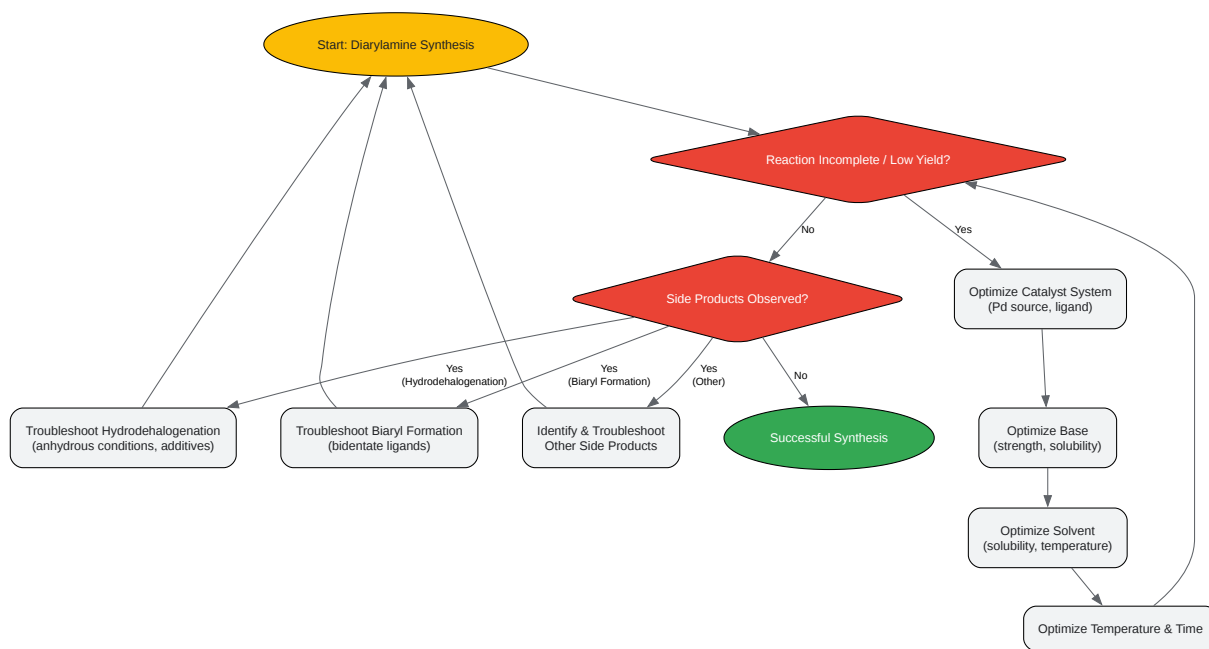 Start: Diarylamine Synthesis
Reaction Incomplete / Low Yield?
No
Yes
Side Products Observed?
Optimize Catalyst System
(Pd source, ligand)
Yes
(Hydrodehalogenation)
Yes
(Biaryl Formation)
Yes
(Other)
No
Troubleshoot Hydrodehalogenation
(anhydrous conditions, additives)
Troubleshoot Biaryl Formation
(bidentate ligands)
Identify & Troubleshoot
Other Side Products
Successful Synthesis
Optimize Base
(strength, solubility)
Optimize Solvent
(solubility, temperature)
Optimize Temperature & Time